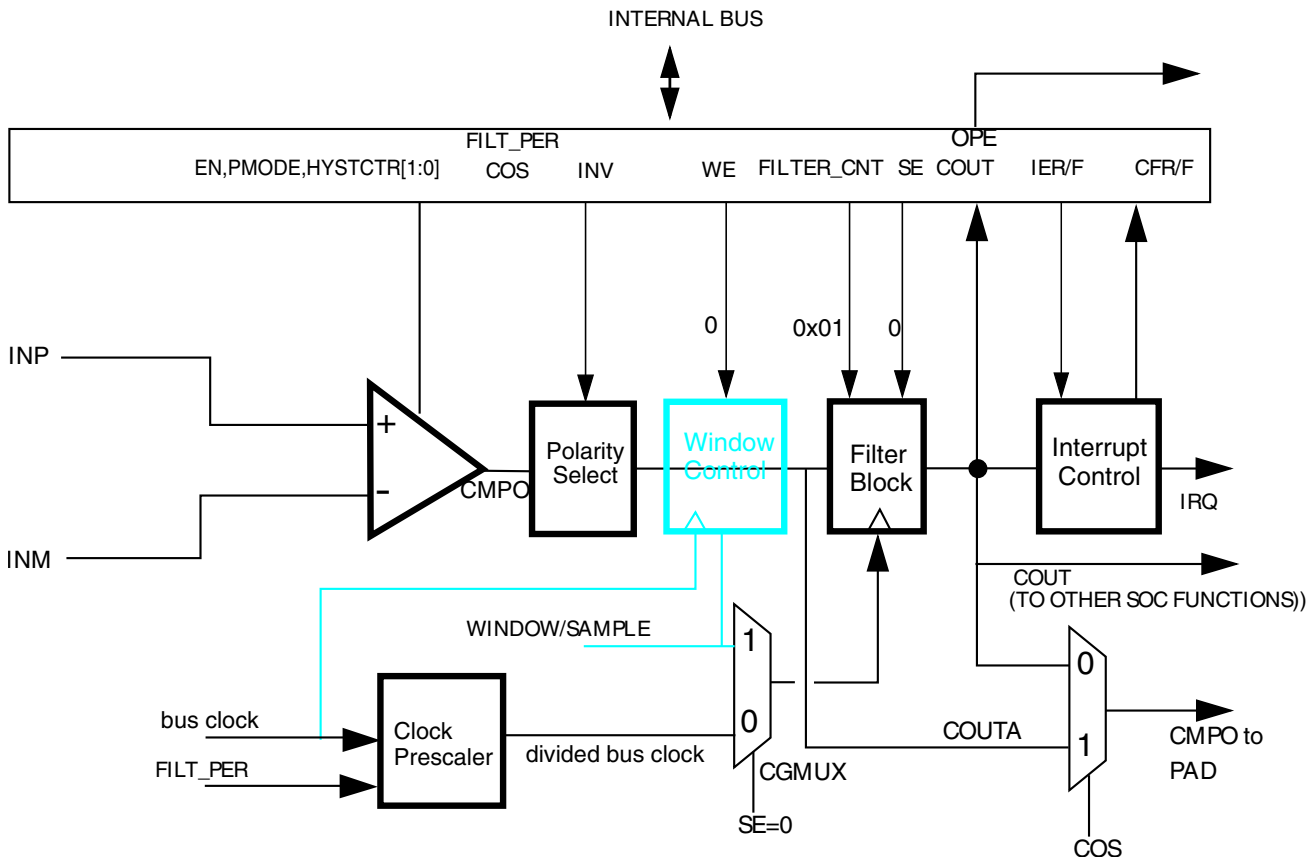 INTERNAL BUS
FILT_PER
OPE
EN,PMODE,HYSTCTR[1:0]
COS
INV
WE
FILTER_CNT
SE
COUT
IER/F
CFR/F
0
0x01
0
INP
+
-
CMPO
Polarity
Select
Window
Control
Filter
Block
Interrupt
Control
IRQ
INM
COUT
(TO OTHER SOC FUNCTIONS))
WINDOW/SAMPLE
1
0
0
1
bus clock
Clock
Prescaler
divided bus clock
FILT_PER
CGMUX
SE=0
COUTA
CMPO to
PAD
COS